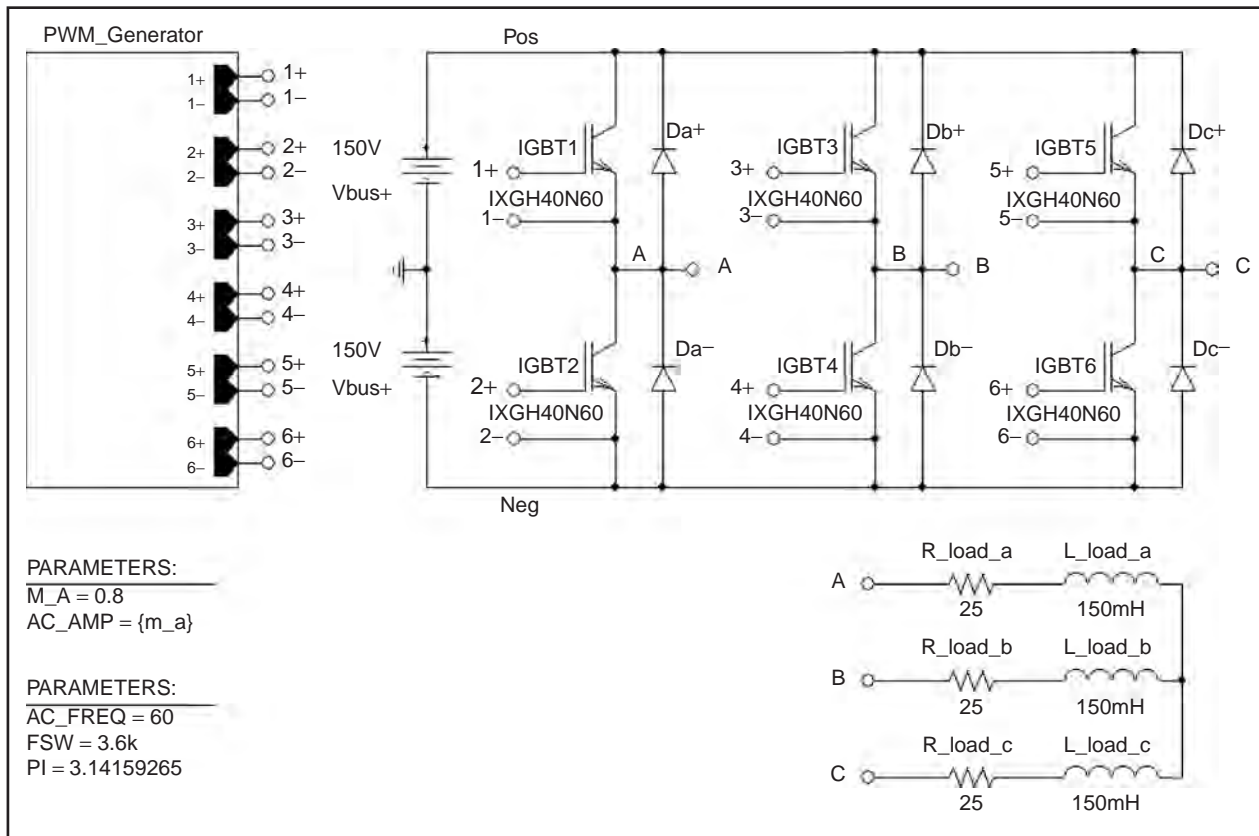 PWM_Generator
1+ 1+
1− 1−
2+ 2+
2− 2−
3+ 3+
3− 3−
4+ 4+
4− 4−
5+ 5+
5− 5−
6+ 6+
6− 6−
Pos
150V
Vbus+
150V
Vbus+
Neg
IGBT1
1+
IXGH40N60
1−
Da+
A A
IGBT2
2+
IXGH40N60
2−
Da−
IGBT3
3+
IXGH40N60
3−
Db+
B B
IGBT4
4+
IXGH40N60
4−
Db−
IGBT5
5+
IXGH40N60
5−
Dc+
C C
IGBT6
6+
IXGH40N60
6−
Dc−
PARAMETERS:
M_A = 0.8
AC_AMP = {m_a}
PARAMETERS:
AC_FREQ = 60
FSW = 3.6k
PI = 3.14159265
R_load_a L_load_a
A
25 150mH
R_load_b L_load_b
B
25 150mH
R_load_c L_load_c
C
25 150mH